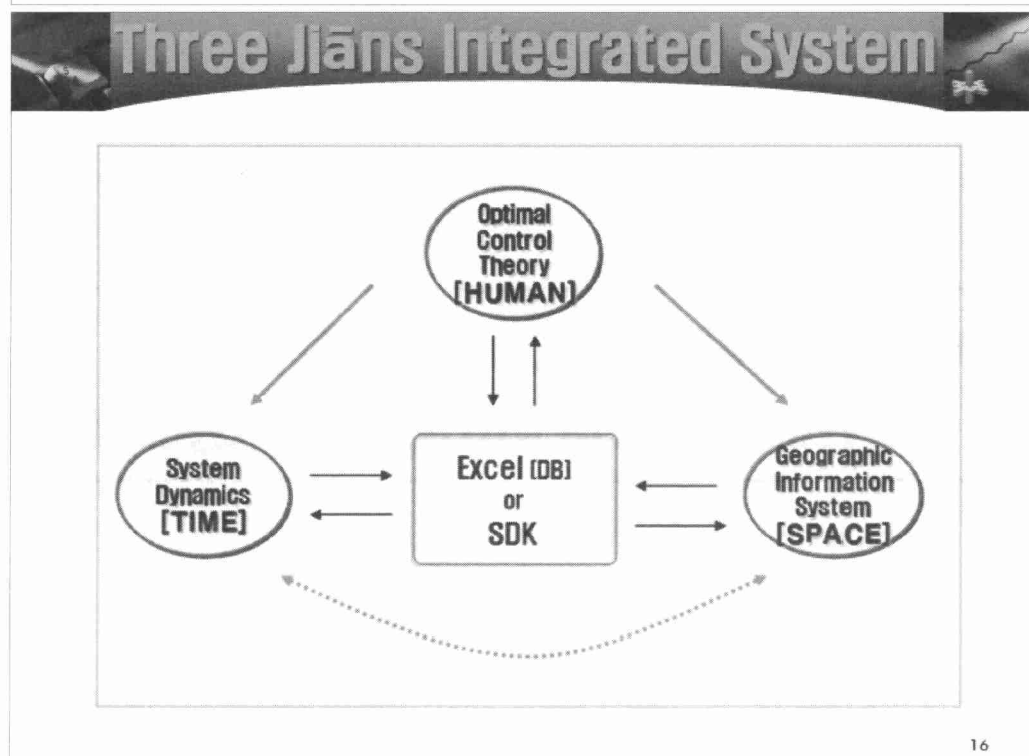 Three Jiāns Integrated System
Optimal
Control
Theory
[HUMAN]
System
Dynamics
[TIME]
Excel [DB]
or
SDK
Geographic
Information
System
[SPACE]
16